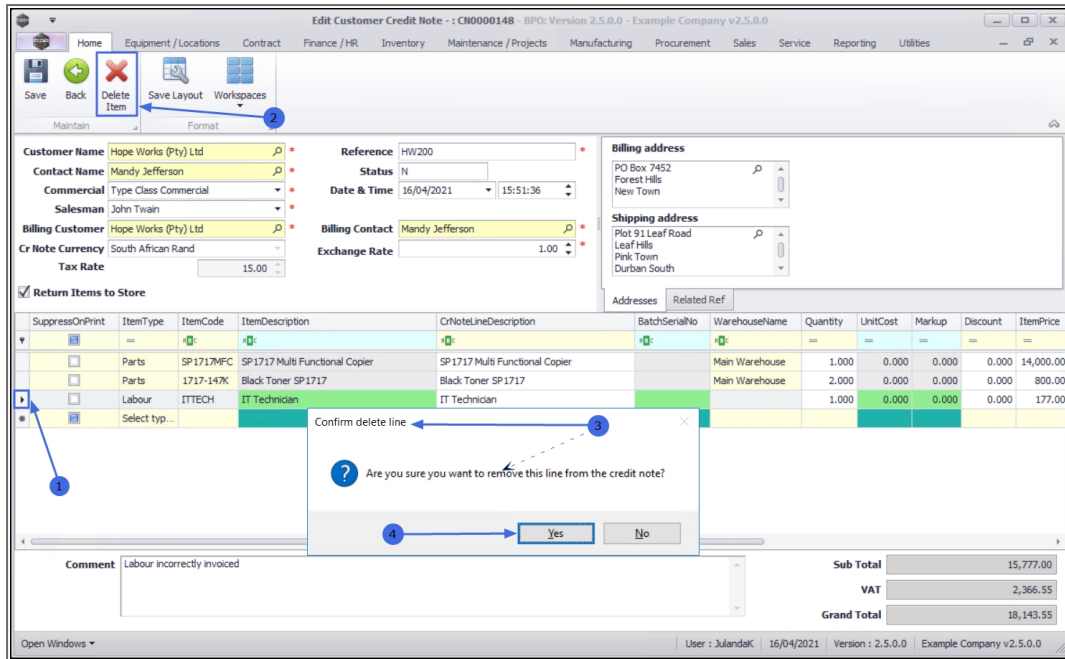 Edit Customer Credit Note - : CN0000148 - BPO: Version 2.5.0.0 - Example Company v2.5.0.0
Home Equipment / Locations Contract Finance / HR Inventory Maintenance / Projects Manufacturing Procurement Sales Service Reporting Utilities
Save Back Delete Item Save Layout Workspaces
2
Maintain Format
Customer Name Hope Works (Pty) Ltd * Reference HW200 *
Contact Name Mandy Jefferson * Status N
Commercial Type Class Commercial * Date & Time 16/04/2021 15:51:36
Salesman John Twain *
Billing Customer Hope Works (Pty) Ltd * Billing Contact Mandy Jefferson *
Cr Note Currency South African Rand Exchange Rate 1.00 *
Tax Rate 15.00
Return Items to Store
Billing address
PO Box 7452
Forest Hills
New Town
Shipping address
Plot 91 Leaf Road
Leaf Hills
Pink Town
Durban South
Addresses Related Ref
SuppressOnPrint ItemType ItemCode ItemDescription CrNoteLineDescription BatchSerialNo WarehouseName Quantity UnitCost Markup Discount ItemPrice
Parts SP1717MFC SP1717 Multi Functional Copier SP1717 Multi Functional Copier Main Warehouse 1.000 0.000 0.000 0.000 14,000.00
Parts 1717-147K Black Toner SP1717 Black Toner SP1717 Main Warehouse 2.000 0.000 0.000 0.000 800.00
Labour ITTECH IT Technician IT Technician 1.000 0.000 0.000 0.000 177.00
Select typ...
1
Confirm delete line
3
Are you sure you want to remove this line from the credit note?
4
Yes No
Comment Labour incorrectly invoiced
Sub Total 15,777.00
VAT 2,366.55
Grand Total 18,143.55
Open Windows User : JulandaK 16/04/2021 Version : 2.5.0.0 Example Company v2.5.0.0